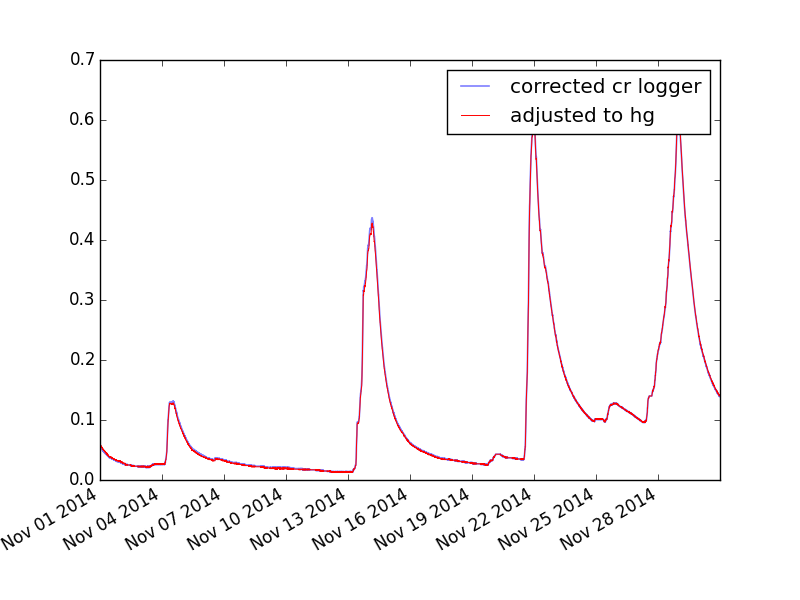 0.7
0.6
0.5
0.4
0.3
0.2
0.1
0.0
corrected cr logger
adjusted to hg
Nov 01 2014
Nov 04 2014
Nov 07 2014
Nov 10 2014
Nov 13 2014
Nov 16 2014
Nov 19 2014
Nov 22 2014
Nov 25 2014
Nov 28 2014